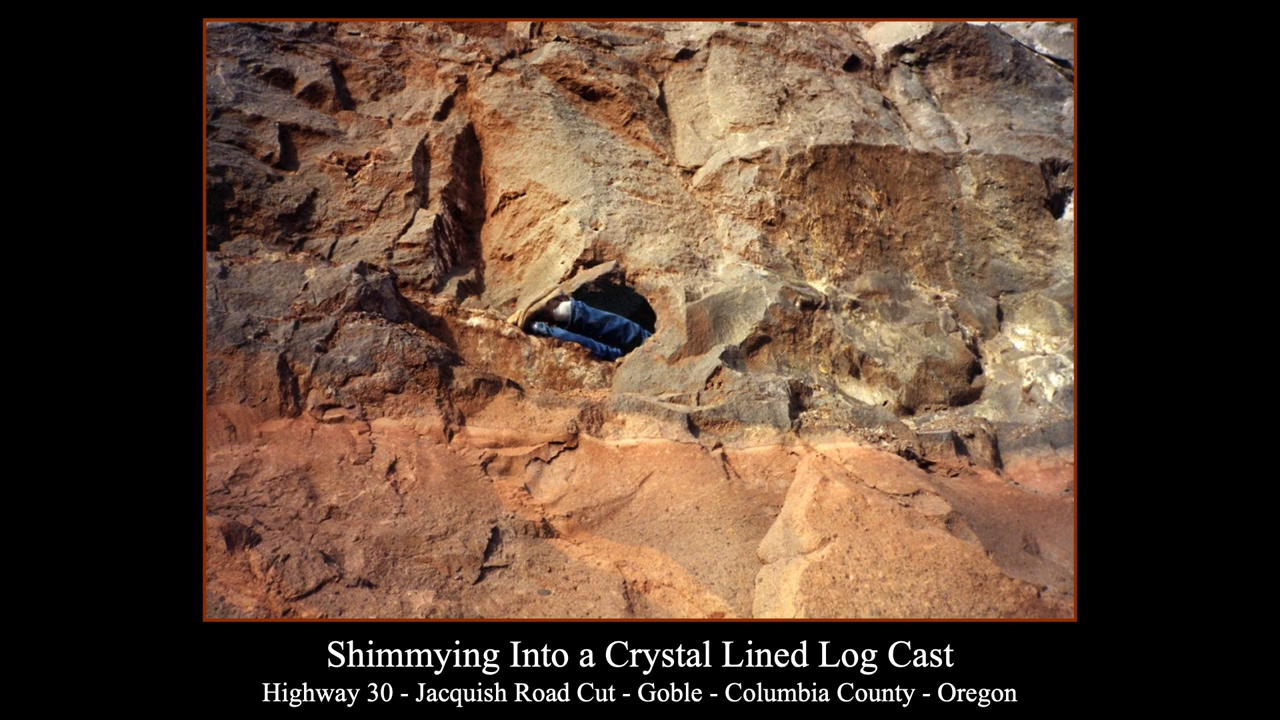 Shimmying Into a Crystal Lined Log Cast
Highway 30 - Jacquish Road Cut - Goble - Columbia County - Oregon